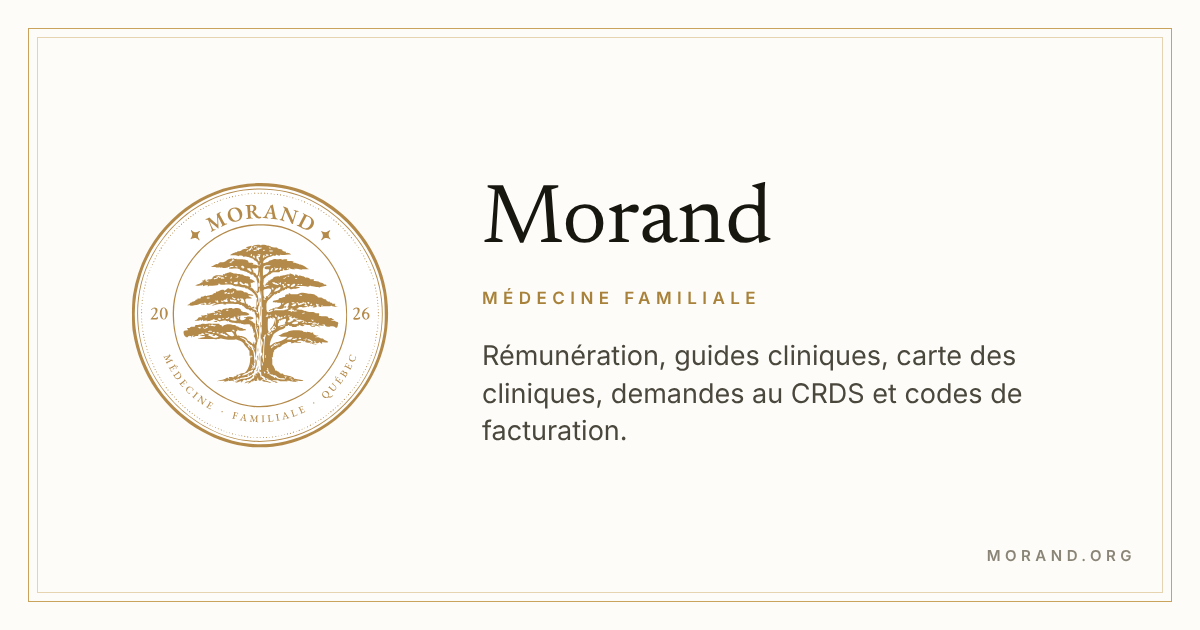 MORAND
20 26
MÉDECINE · FAMILIALE · QUÉBEC
Morand
MÉDECINE FAMILIALE
Rémunération, guides cliniques, carte des
cliniques, demandes au CRDS et codes de
facturation.
MORAND.ORG